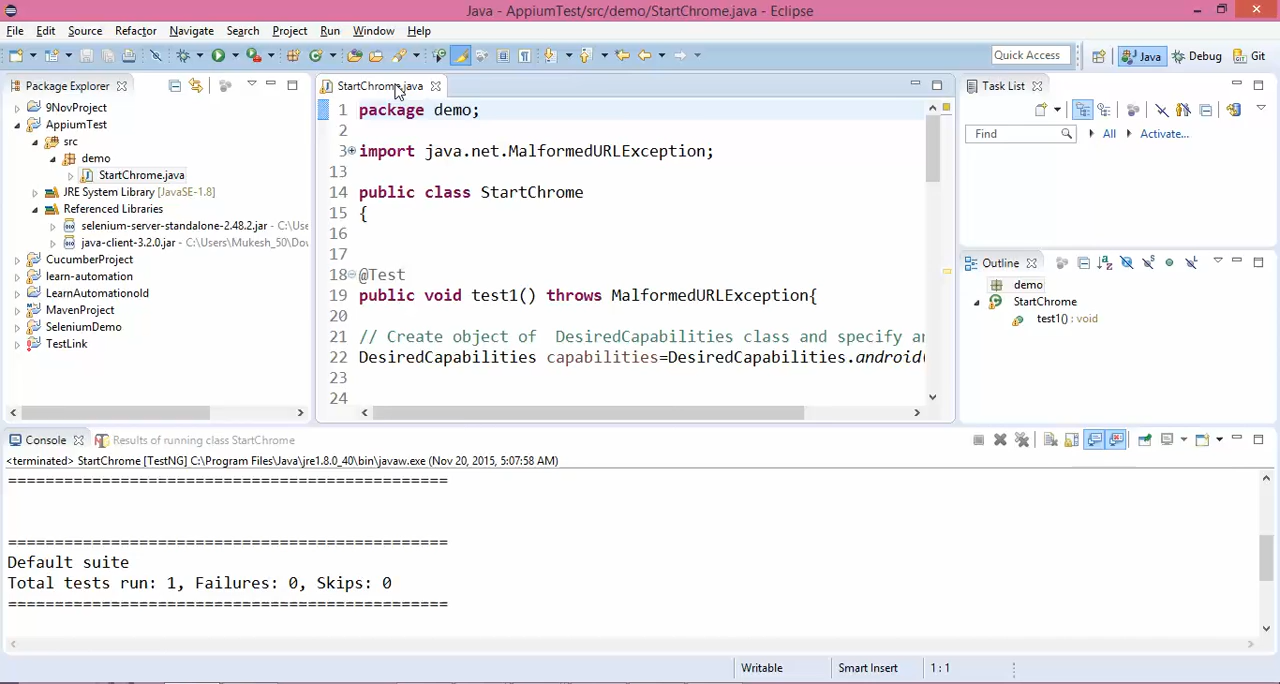 Java - AppiumTest/src/demo/StartChrome.java - Eclipse
File Edit Source Refactor Navigate Search Project Run Window Help
Quick Access Java Debug Git
Package Explorer
9NovProject
AppiumTest
src
demo
StartChrome.java
JRE System Library [JavaSE-1.8]
Referenced Libraries
selenium-server-standalone-2.48.2.jar - C:\Use
java-client-3.2.0.jar - C:\Users\Mukesh_50\Dov
CucumberProject
learn-automation
LearnAutomationold
MavenProject
SeleniumDemo
TestLink
StartChrome.java
1 package demo;
2
3 import java.net.MalformedURLException;
13
14 public class StartChrome
15 {
16
17
18 @Test
19 public void test1() throws MalformedURLException{
20
21 // Create object of  DesiredCapabilities class and specify an
22 DesiredCapabilities capabilities=DesiredCapabilities.android(
23
24
Task List
Find All Activate...
Outline
demo
StartChrome
test1() : void
Console Results of running class StartChrome
<terminated> StartChrome [TestNG] C:\Program Files\Java\jre1.8.0_40\bin\javaw.exe (Nov 20, 2015, 5:07:58 AM)
===============================================
===============================================
Default suite
Total tests run: 1, Failures: 0, Skips: 0
===============================================
Writable Smart Insert 1 : 1